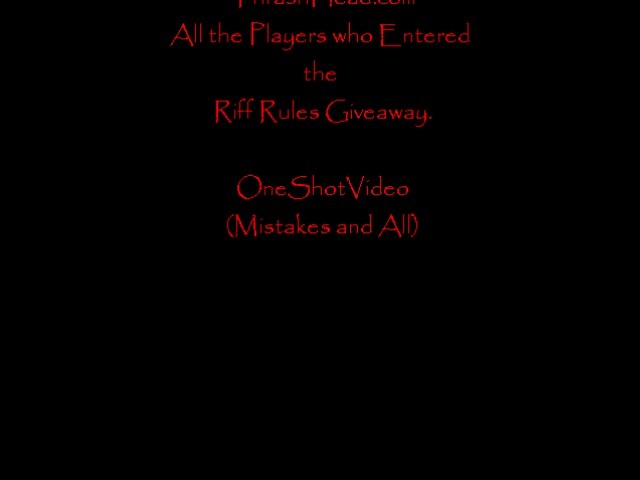 All the Players who Entered
the
Riff Rules Giveaway.
OneShotVideo
(Mistakes and All)